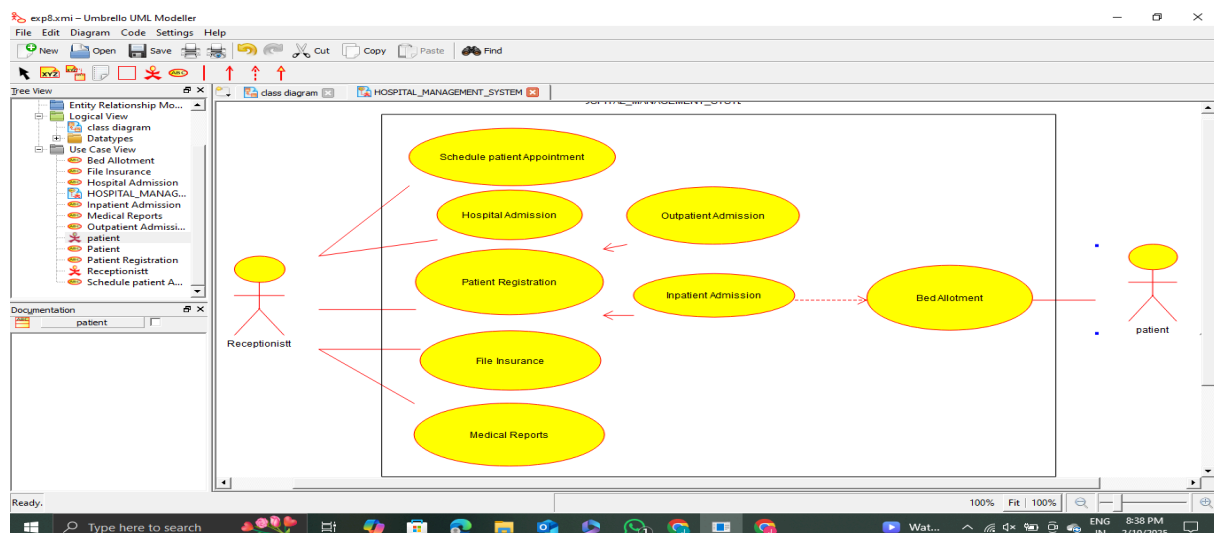 exp8.xmi – Umbrello UML Modeller
File Edit Diagram Code Settings Help
New Open Save Cut Copy Paste Find
Tree View
class diagram HOSPITAL_MANAGEMENT_SYSTEM
Entity Relationship Mo...
Logical View
class diagram
Datatypes
Use Case View
Bed Allotment
File Insurance
Hospital Admission
HOSPITAL_MANAG...
Inpatient Admission
Medical Reports
Outpatient Admissi...
patient
Patient
Patient Registration
Receptionistt
Schedule patient A...
Documentation
patient
Schedule patient Appointment
Hospital Admission
Outpatient Admission
Patient Registration
Inpatient Admission
Bed Allotment
Receptionistt
patient
File Insurance
Medical Reports
Ready.
100% Fit 100%
Type here to search
Wat...
ENG
IN
8:38 PM